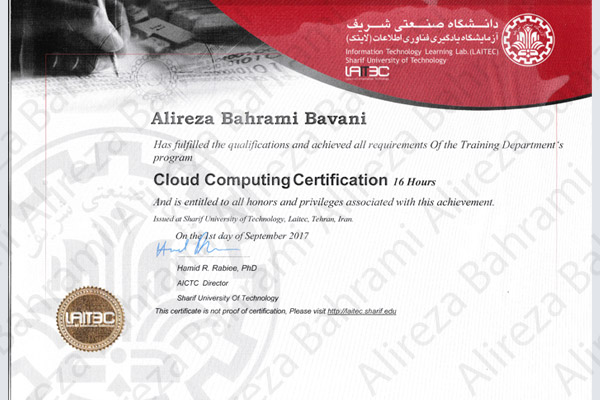 دانشگاه صنعتی شریف
آزمایشگاه یادگیری فناوری اطلاعات (لایتک)
Information Technology Learning Lab.(LAITEC)
Sharif University of Technology
LAITEC
Alireza Bahrami Bavani
Has fulfilled the qualifications and achieved all requirements Of the Training Department's
program
Cloud Computing Certification 16 Hours
And is entitled to all honors and privileges associated with this achievement.
Issued at Sharif University of Technology, Laitec, Tehran, Iran.
On the 1st day of September 2017
Hamid R. Rabiee, PhD
AICTC Director
Sharif University Of Technology
This certificate is not proof of certification, Please visit http://laitec.sharif.edu
LAITEC
Alireza Bahrami